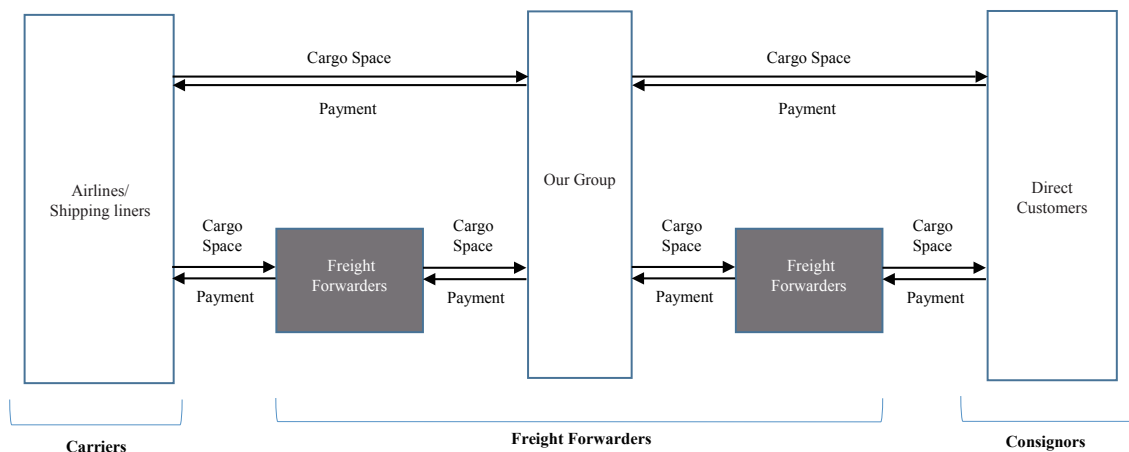 Cargo Space
Payment
Cargo Space
Payment
Airlines/
Shipping liners
Our Group
Direct
Customers
Cargo
Space
Payment
Freight
Forwarders
Cargo
Space
Payment
Cargo
Space
Payment
Freight
Forwarders
Cargo
Space
Payment
Carriers
Freight Forwarders
Consignors